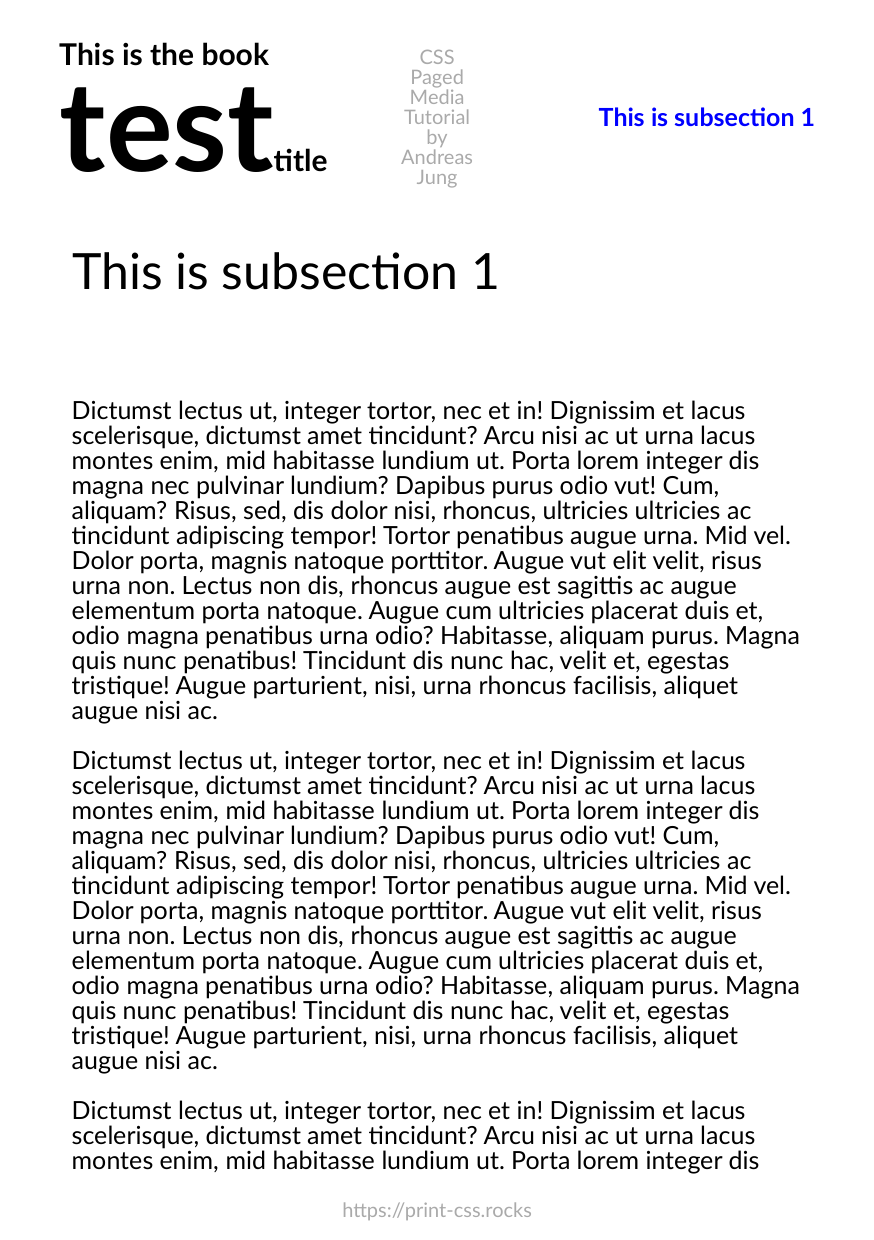 This is the book
testtitle
CSS
Paged
Media
Tutorial
by
Andreas
Jung
This is subsection 1
This is subsection 1
Dictumst lectus ut, integer tortor, nec et in! Dignissim et lacus
scelerisque, dictumst amet tincidunt? Arcu nisi ac ut urna lacus
montes enim, mid habitasse lundium ut. Porta lorem integer dis
magna nec pulvinar lundium? Dapibus purus odio vut! Cum,
aliquam? Risus, sed, dis dolor nisi, rhoncus, ultricies ultricies ac
tincidunt adipiscing tempor! Tortor penatibus augue urna. Mid vel.
Dolor porta, magnis natoque porttitor. Augue vut elit velit, risus
urna non. Lectus non dis, rhoncus augue est sagittis ac augue
elementum porta natoque. Augue cum ultricies placerat duis et,
odio magna penatibus urna odio? Habitasse, aliquam purus. Magna
quis nunc penatibus! Tincidunt dis nunc hac, velit et, egestas
tristique! Augue parturient, nisi, urna rhoncus facilisis, aliquet
augue nisi ac.
Dictumst lectus ut, integer tortor, nec et in! Dignissim et lacus
scelerisque, dictumst amet tincidunt? Arcu nisi ac ut urna lacus
montes enim, mid habitasse lundium ut. Porta lorem integer dis
magna nec pulvinar lundium? Dapibus purus odio vut! Cum,
aliquam? Risus, sed, dis dolor nisi, rhoncus, ultricies ultricies ac
tincidunt adipiscing tempor! Tortor penatibus augue urna. Mid vel.
Dolor porta, magnis natoque porttitor. Augue vut elit velit, risus
urna non. Lectus non dis, rhoncus augue est sagittis ac augue
elementum porta natoque. Augue cum ultricies placerat duis et,
odio magna penatibus urna odio? Habitasse, aliquam purus. Magna
quis nunc penatibus! Tincidunt dis nunc hac, velit et, egestas
tristique! Augue parturient, nisi, urna rhoncus facilisis, aliquet
augue nisi ac.
Dictumst lectus ut, integer tortor, nec et in! Dignissim et lacus
scelerisque, dictumst amet tincidunt? Arcu nisi ac ut urna lacus
montes enim, mid habitasse lundium ut. Porta lorem integer dis
https://print-css.rocks